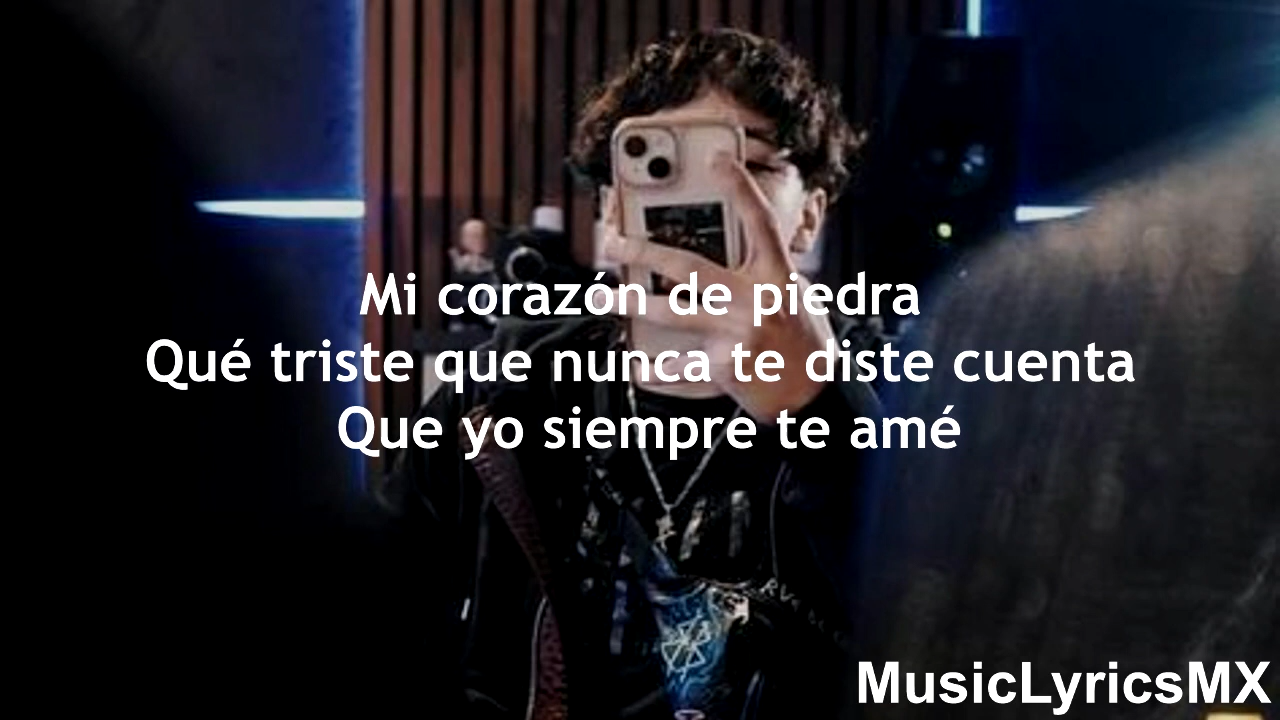 Mi corazón de piedra
Qué triste que nunca te diste cuenta
Que yo siempre te amé
MusicLyricsMX